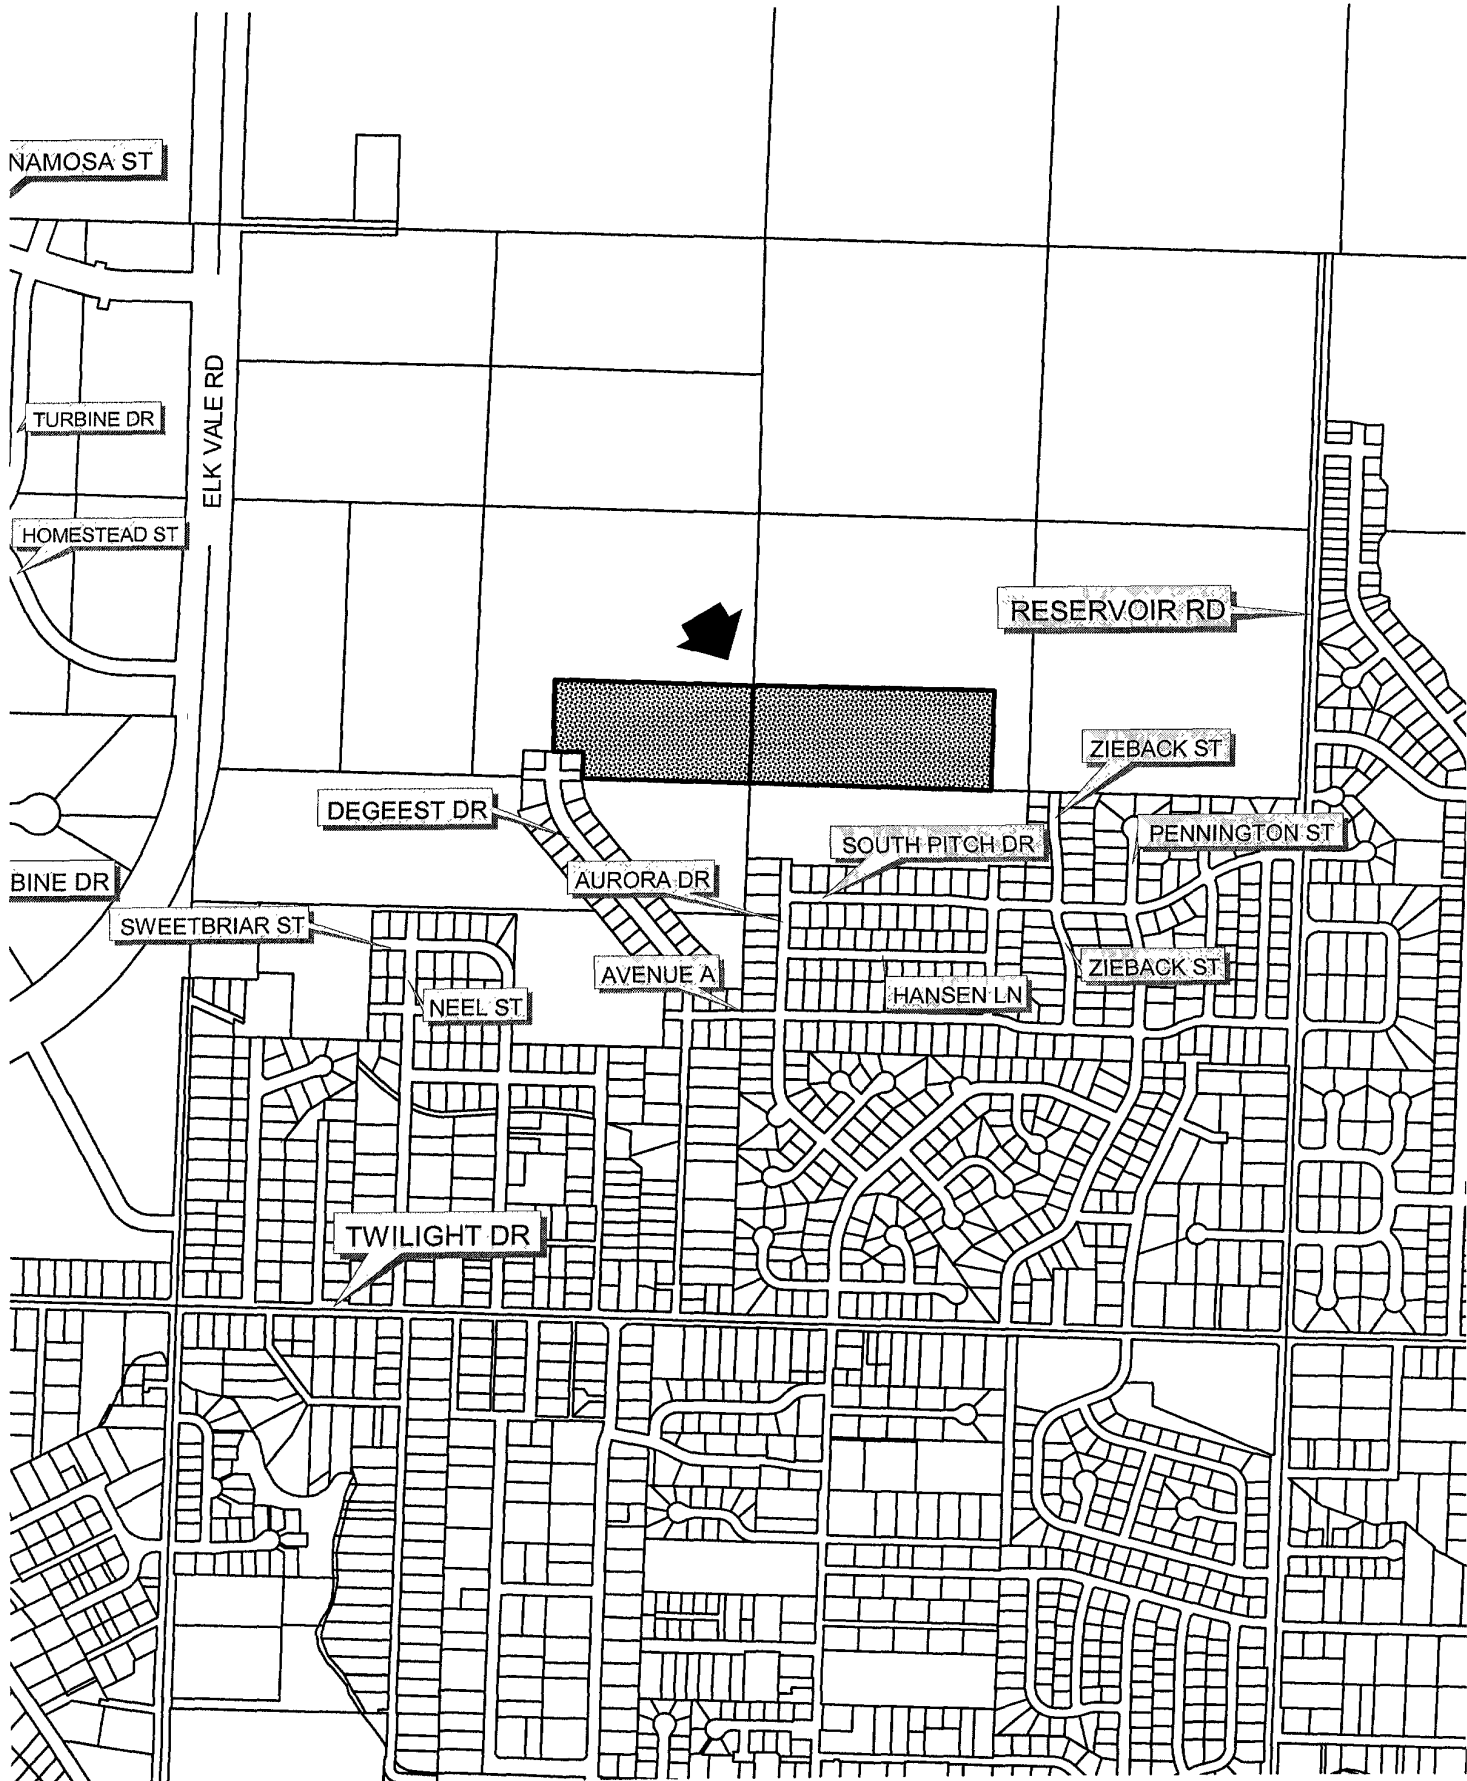 NAMOSA ST
TURBINE DR
ELK VALE RD
HOMESTEAD ST
RESERVOIR RD
ZIEBACK ST
DEGEEST DR
SOUTH PITCH DR
PENNINGTON ST
BINE DR
AURORA DR
SWEETBRIAR ST
AVENUE A
ZIEBACK ST
NEEL ST
HANSEN LN
TWILIGHT DR